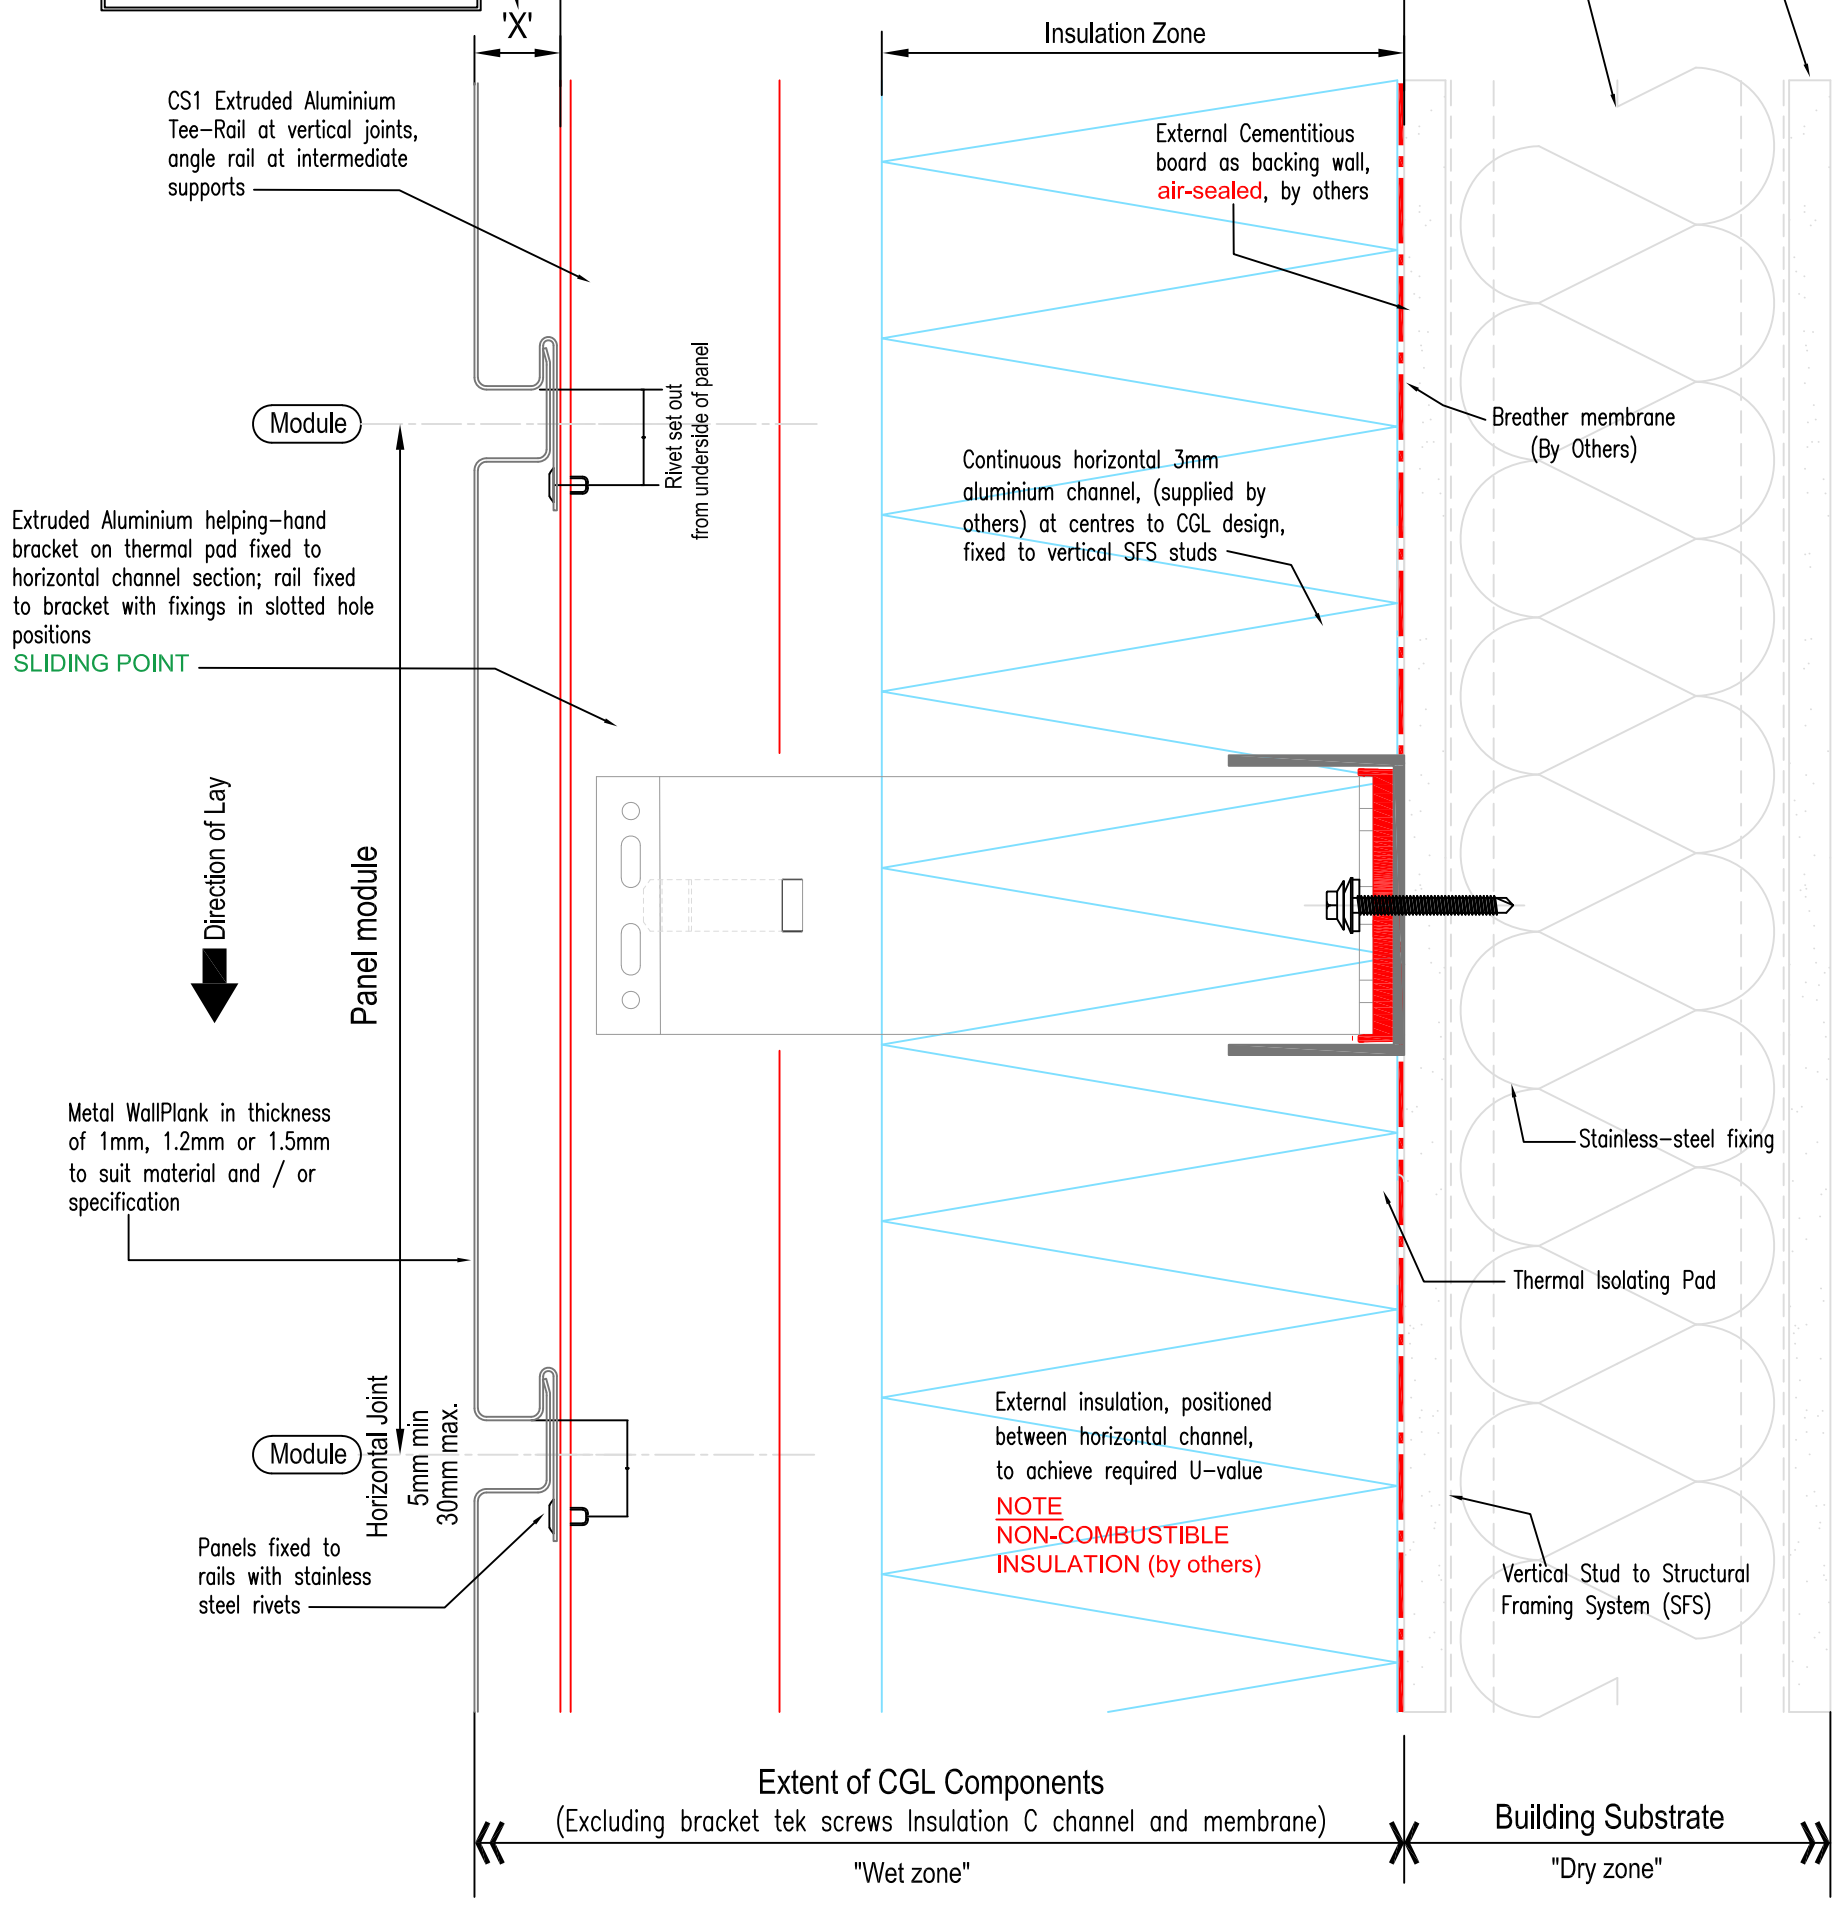 'X'
Insulation Zone
CS1 Extruded Aluminium
Tee-Rail at vertical joints,
angle rail at intermediate
supports
External Cementitious
board as backing wall,
air-sealed, by others
Module
Rivet set out
from underside of panel
Breather membrane
(By Others)
Continuous horizontal 3mm
aluminium channel, (supplied by
others) at centres to CGL design,
fixed to vertical SFS studs
Extruded Aluminium helping-hand
bracket on thermal pad fixed to
horizontal channel section; rail fixed
to bracket with fixings in slotted hole
positions
SLIDING POINT
Direction of Lay
Panel module
Metal WallPlank in thickness
of 1mm, 1.2mm or 1.5mm
to suit material and / or
specification
Stainless-steel fixing
Thermal Isolating Pad
Module
Horizontal Joint
5mm min
30mm max.
External insulation, positioned
between horizontal channel,
to achieve required U-value
NOTE
NON-COMBUSTIBLE
INSULATION (by others)
Panels fixed to
rails with stainless
steel rivets
Vertical Stud to Structural
Framing System (SFS)
Extent of CGL Components
(Excluding bracket tek screws Insulation C channel and membrane)
"Wet zone"
Building Substrate
"Dry zone"